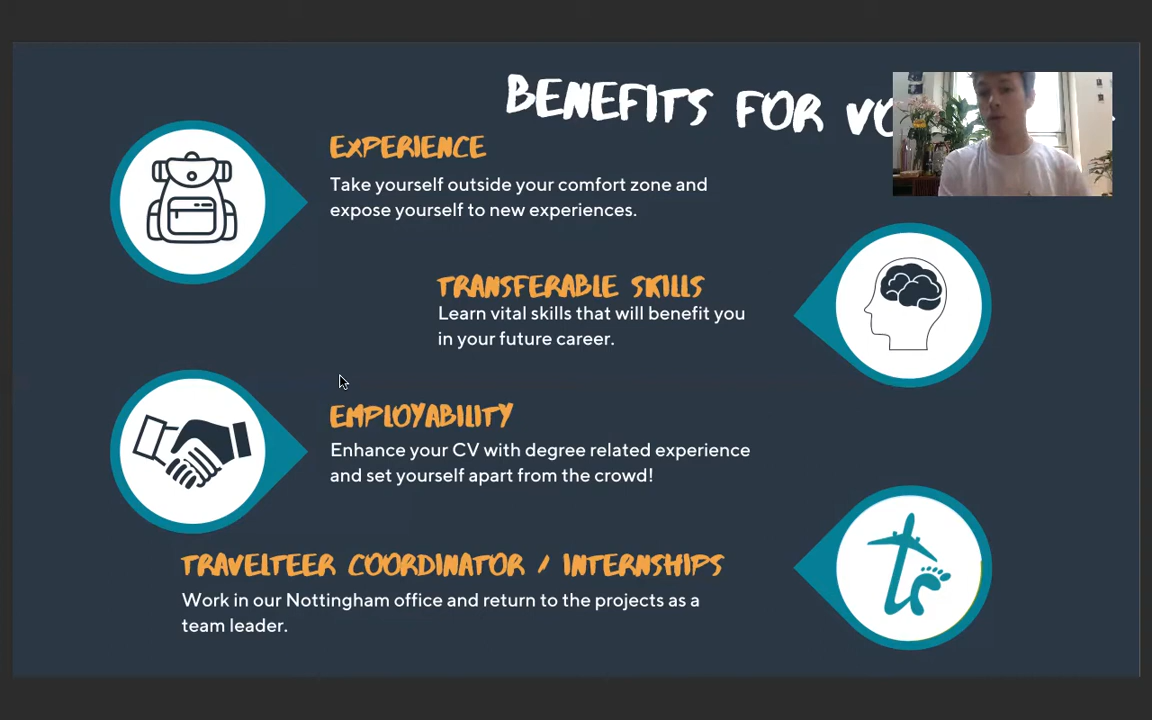 BENEFITS FOR
EXPERIENCE
Take yourself outside your comfort zone and
expose yourself to new experiences.
TRANSFERABLE SKILLS
Learn vital skills that will benefit you
in your future career.
EMPLOYABILITY
Enhance your CV with degree related experience
and set yourself apart from the crowd!
TRAVELTEER COORDINATOR / INTERNSHIPS
Work in our Nottingham office and return to the projects as a
team leader.